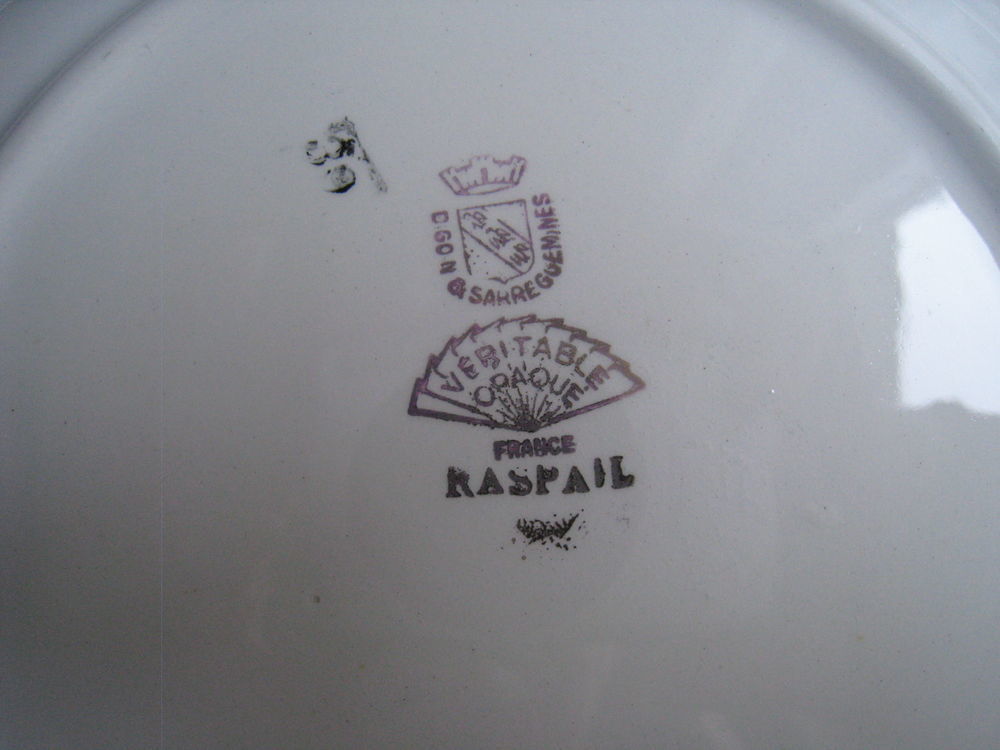 DIGOIN & SARREGUEMINES
VÉRITABLE
OPAQUE
FRANCE
RASPAIL